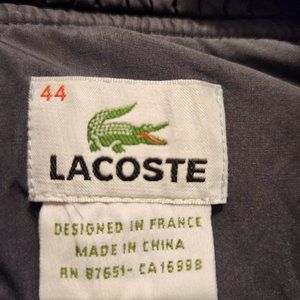 44
LACOSTE
DESIGNED IN FRANCE
MADE IN CHINA
RN 87651- CA16998